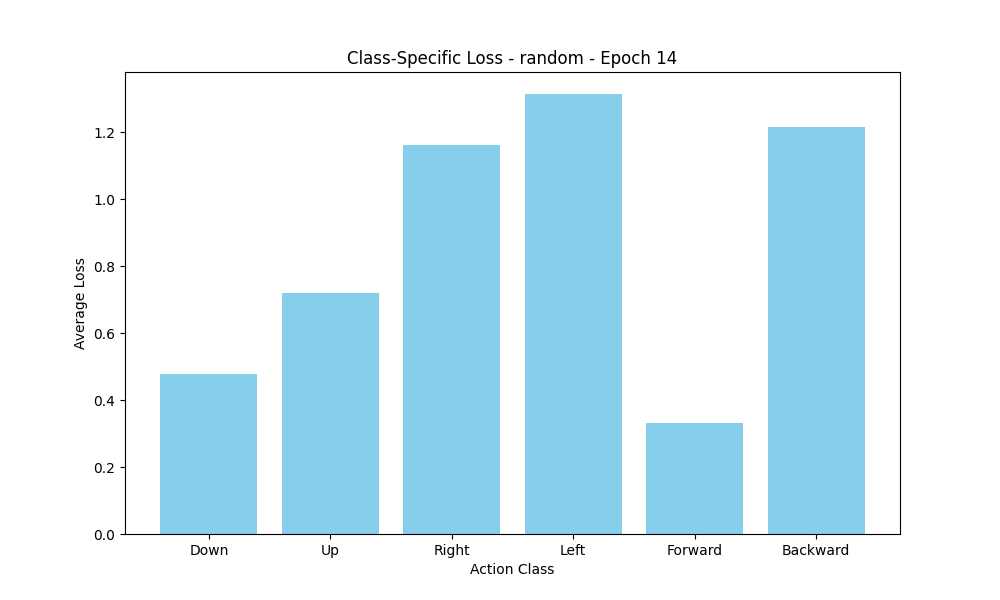 Class-Specific Loss - random - Epoch 14
Average Loss
1.2
1.0
0.8
0.6
0.4
0.2
0.0
Down Up Right Left Forward Backward
Action Class